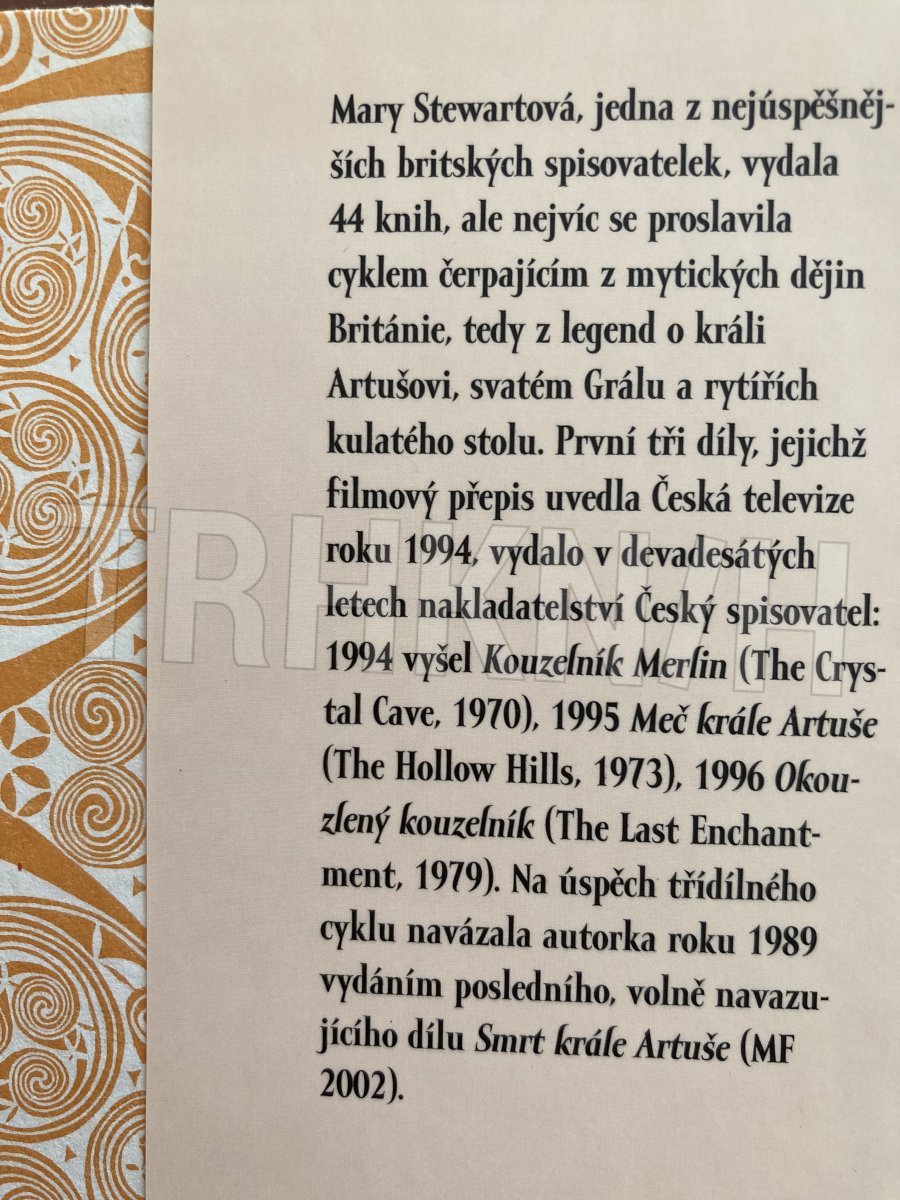 Mary Stewartová, jedna z nejúspěšněj-
ších britských spisovatelek, vydala
44 knih, ale nejvíc se proslavila
cyklem čerpajícím z mytických dějin
Británie, tedy z legend o králi
Artušovi, svatém Grálu a rytířích
kulatého stolu. První tři díly, jejichž
filmový přepis uvedla Česká televize
roku 1994, vydalo v devadesátých
letech nakladatelství Český spisovatel:
1994 vyšel Kouzelník Merlin (The Crys-
tal Cave, 1970), 1995 Meč krále Artuše
(The Hollow Hills, 1973), 1996 Okou-
zlený kouzelník (The Last Enchant-
ment, 1979). Na úspěch třídílného
cyklu navázala autorka roku 1989
vydáním posledního, volně navazu-
jícího dílu Smrt krále Artuše (MF
2002).
TRHKNIH